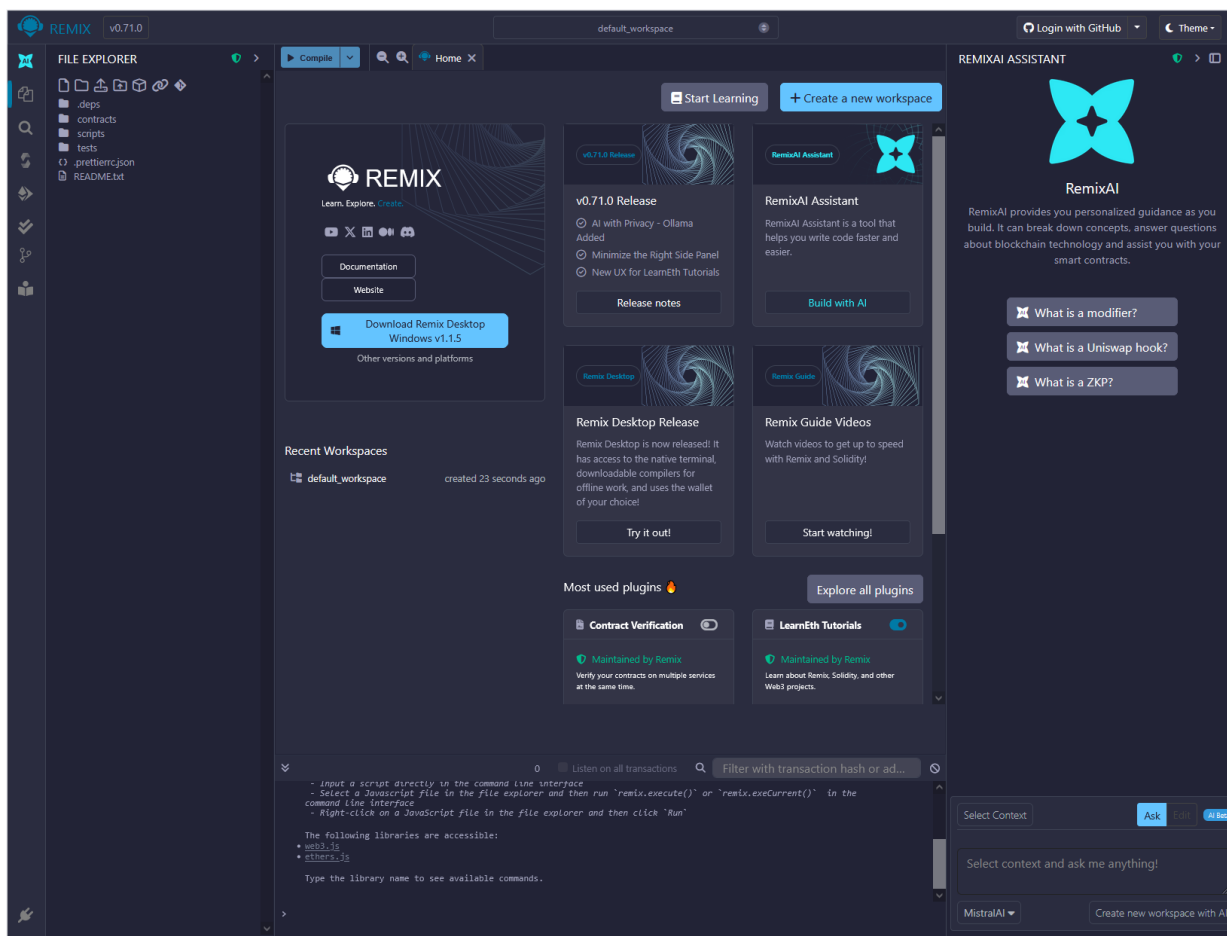 REMIX v0.71.0
default_workspace
Login with GitHub
Theme
AI
FILE EXPLORER
.deps
contracts
scripts
tests
.prettierrc.json
README.txt
Compile
Home
Start Learning
+ Create a new workspace
REMIX
Learn. Explore. Create.
Documentation
Website
Download Remix Desktop
Windows v1.1.5
Other versions and platforms
Recent Workspaces
default_workspace created 23 seconds ago
v0.71.0 Release
v0.71.0 Release
AI with Privacy - Ollama
Added
Minimize the Right Side Panel
New UX for LearnEth Tutorials
Release notes
RemixAI Assistant
RemixAI Assistant
RemixAI Assistant is a tool that
helps you write code faster and
easier.
Build with AI
Remix Desktop
Remix Desktop Release
Remix Desktop is now released! It
has access to the native terminal,
downloadable compilers for
offline work, and uses the wallet
of your choice!
Try it out!
Remix Guide
Remix Guide Videos
Watch videos to get up to speed
with Remix and Solidity!
Start watching!
Most used plugins
Explore all plugins
Contract Verification
Maintained by Remix
Verify your contracts on multiple services
at the same time.
LearnEth Tutorials
Maintained by Remix
Learn about Remix, Solidity, and other
Web3 projects.
0 Listen on all transactions Filter with transaction hash or ad...
- Input a script directly in the command line interface
- Select a Javascript file in the file explorer and then run `remix.execute()` or `remix.exeCurrent()` in the
command line interface
- Right-click on a JavaScript file in the file explorer and then click `Run`
The following libraries are accessible:
• web3.js
• ethers.js
Type the library name to see available commands.
>
REMIXAI ASSISTANT
RemixAI
RemixAI provides you personalized guidance as you
build. It can break down concepts, answer questions
about blockchain technology and assist you with your
smart contracts.
What is a modifier?
What is a Uniswap hook?
What is a ZKP?
Select Context
Ask Edit AI Bet
Select context and ask me anything!
MistralAI
Create new workspace with AI